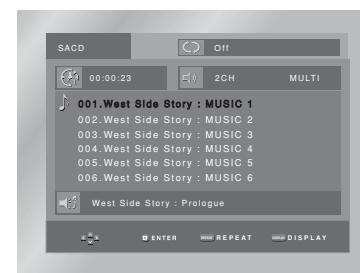 SACD Off
00:00:23 2CH MULTI
001.West Side Story : MUSIC 1
002.West Side Story : MUSIC 2
003.West Side Story : MUSIC 3
004.West Side Story : MUSIC 4
005.West Side Story : MUSIC 5
006.West Side Story : MUSIC 6
West Side Story : Prologue
ENTER REPEAT DISPLAY